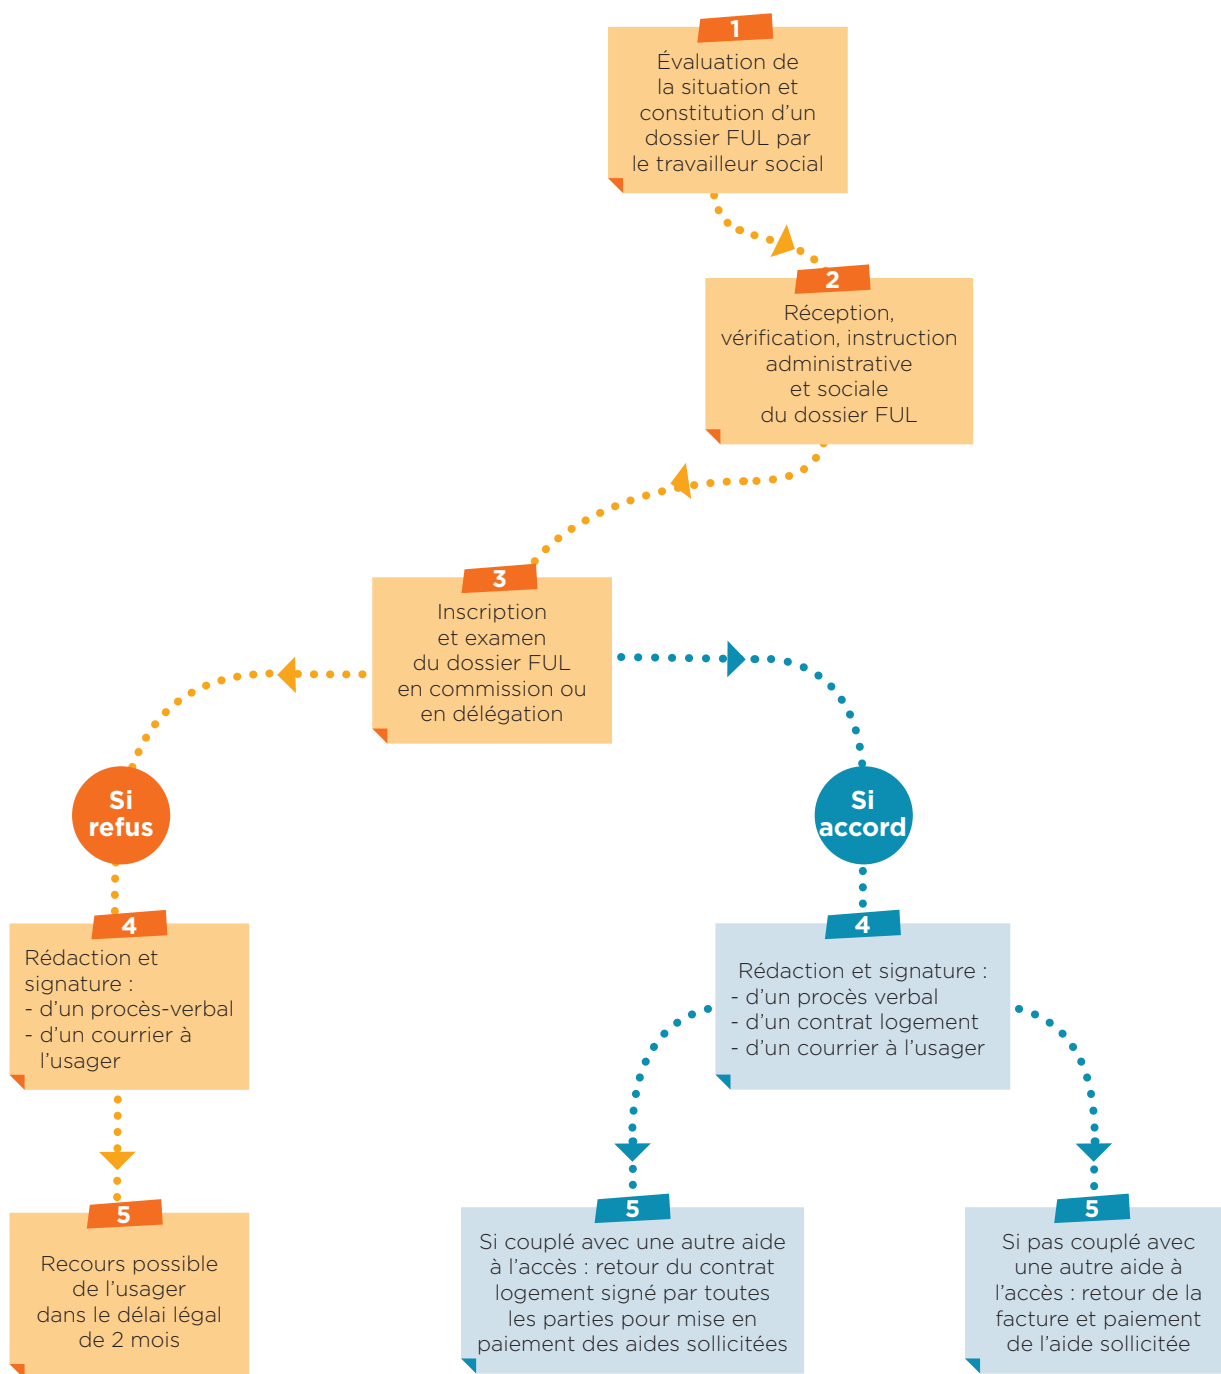 1
Évaluation de
la situation et
constitution d’un
dossier FUL par
le travailleur social
2
Réception,
vérification, instruction
administrative
et sociale
du dossier FUL
3
Inscription
et examen
du dossier FUL
en commission ou
en délégation
Si
refus
Si
accord
4
Rédaction et
signature :
- d’un procès-verbal
- d’un courrier à
l’usager
4
Rédaction et signature :
- d’un procès verbal
- d’un contrat logement
- d’un courrier à l’usager
5
Recours possible
de l’usager
dans le délai légal
de 2 mois
5
Si couplé avec une autre aide
à l’accès : retour du contrat
logement signé par toutes
les parties pour mise en
paiement des aides sollicitées
5
Si pas couplé avec
une autre aide à
l’accès : retour de la
facture et paiement
de l’aide sollicitée